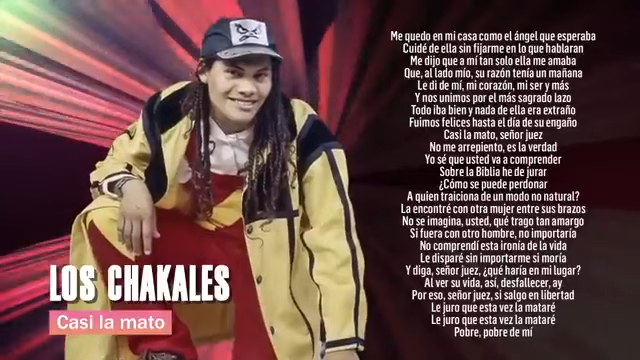 Me quedo en mi casa como el ángel que esperaba
Cuidé de ella sin fijarme en lo que hablaran
Me dijo que a mí tan solo ella me amaba
Que, al lado mío, su razón tenía un mañana
Le di de mí, mi corazón, mi ser y más
Y nos unimos por el más sagrado lazo
Todo iba bien y nada de ella era extraño
Fuimos felices hasta el día de su engaño
Casi la mato, señor juez
No me arrepiento, es la verdad
Yo sé que usted va a comprender
Sobre la Biblia he de jurar
¿Cómo se puede perdonar
A quien traiciona de un modo no natural?
La encontré con otra mujer entre sus brazos
No se imagina, usted, qué trago tan amargo
Si fuera con otro hombre, no importaría
No comprendí esta ironía de la vida
Le disparé sin importarme si moría
Y diga, señor juez, ¿qué haría en mi lugar?
Al ver su vida, así, desfallecer, ay
Por eso, señor juez, si salgo en libertad
Le juro que esta vez la mataré
Le juro que esta vez la mataré
Pobre, pobre de mí
LOS CHAKALES
Casi la mato